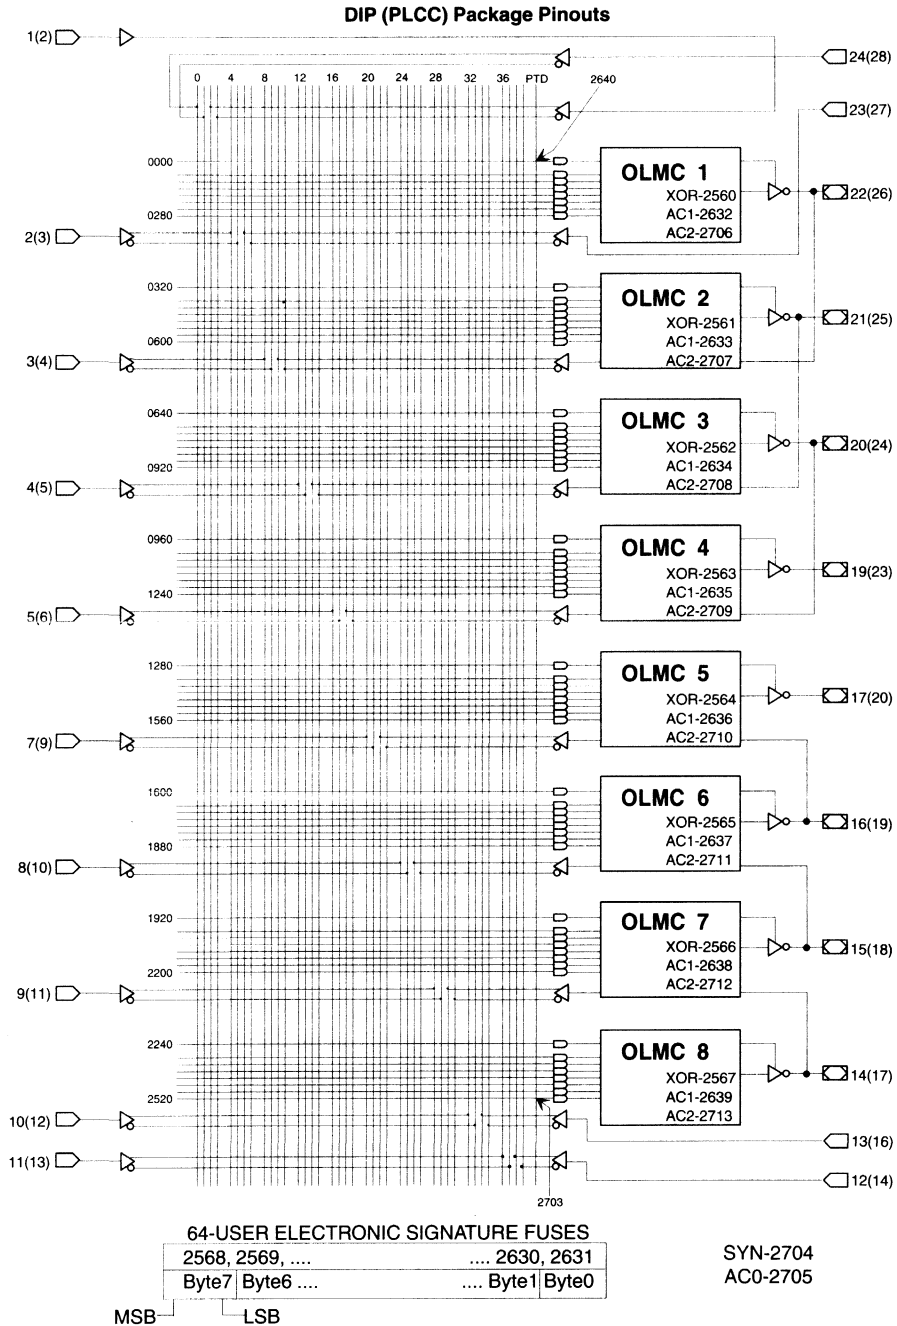 DIP (PLCC) Package Pinouts
1(2)
24(28)
0 4 8 12 16 20 24 28 32 36 PTD 2640
23(27)
0000
OLMC 1
XOR-2560
22(26)
AC1-2632
0280
AC2-2706
2(3)
0320
OLMC 2
XOR-2561
21(25)
AC1-2633
0600
AC2-2707
3(4)
0640
OLMC 3
XOR-2562
20(24)
AC1-2634
0920
AC2-2708
4(5)
0960
OLMC 4
XOR-2563
19(23)
AC1-2635
1240
AC2-2709
5(6)
1280
OLMC 5
XOR-2564
17(20)
AC1-2636
1560
AC2-2710
7(9)
1600
OLMC 6
XOR-2565
16(19)
AC1-2637
1880
AC2-2711
8(10)
1920
OLMC 7
XOR-2566
15(18)
AC1-2638
2200
AC2-2712
9(11)
2240
OLMC 8
XOR-2567
14(17)
AC1-2639
2520
AC2-2713
10(12)
13(16)
11(13)
12(14)
2703
64-USER ELECTRONIC SIGNATURE FUSES
2568, 2569, .... .... 2630, 2631
Byte7 Byte6 .... .... Byte1 Byte0
MSB LSB
SYN-2704
AC0-2705